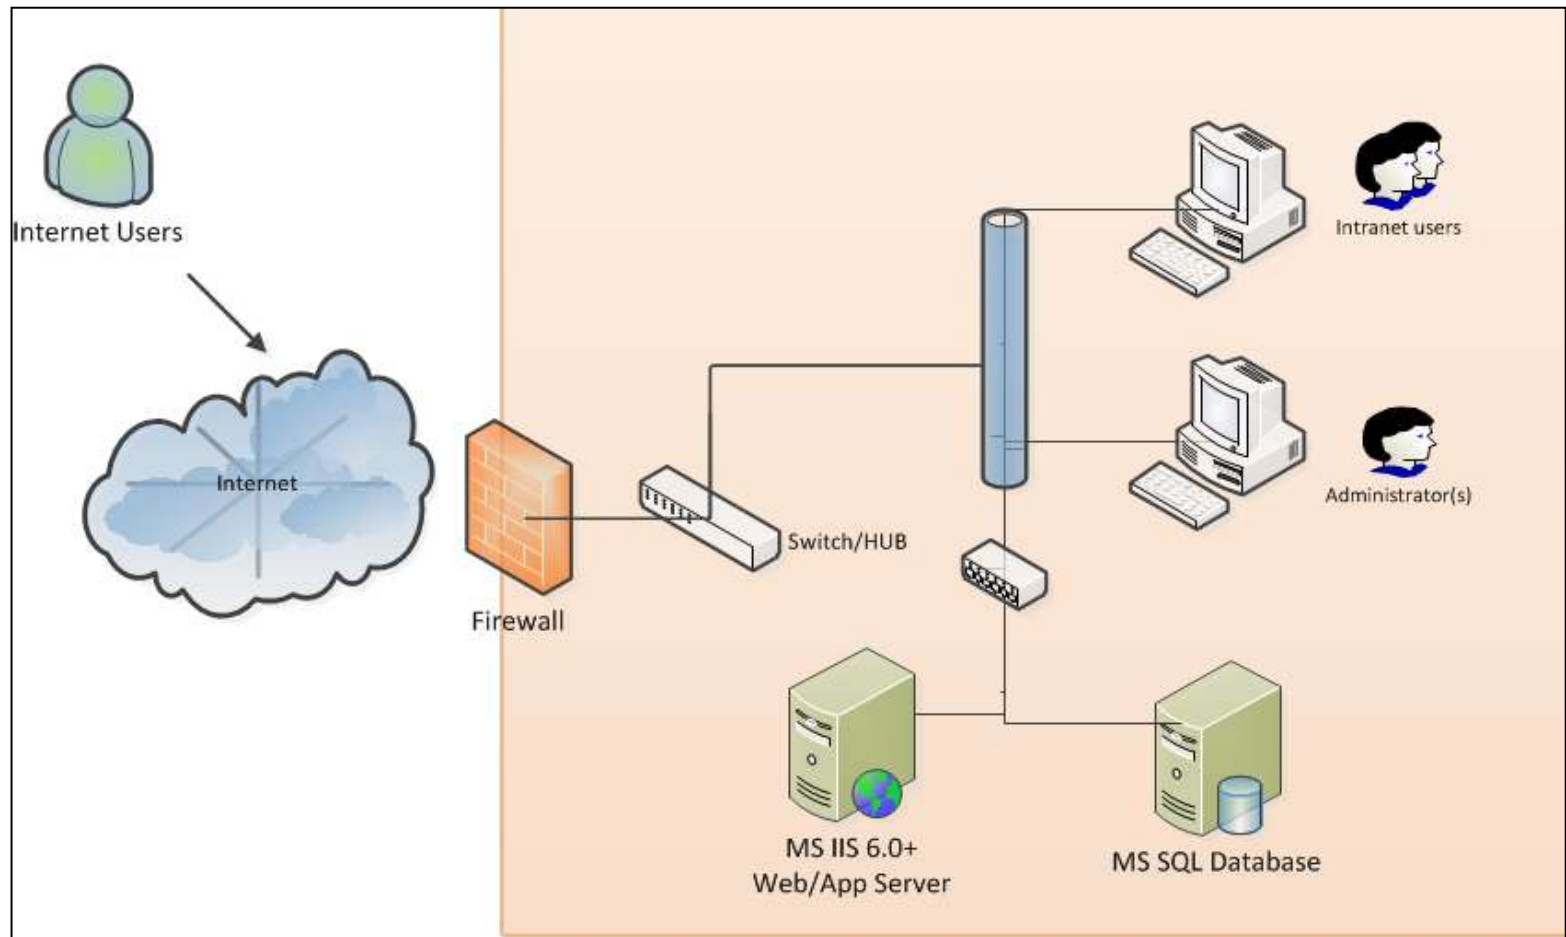 Internet Users
Intranet users
Internet
Administrator(s)
Switch/HUB
Firewall
MS IIS 6.0+
Web/App Server
MS SQL Database